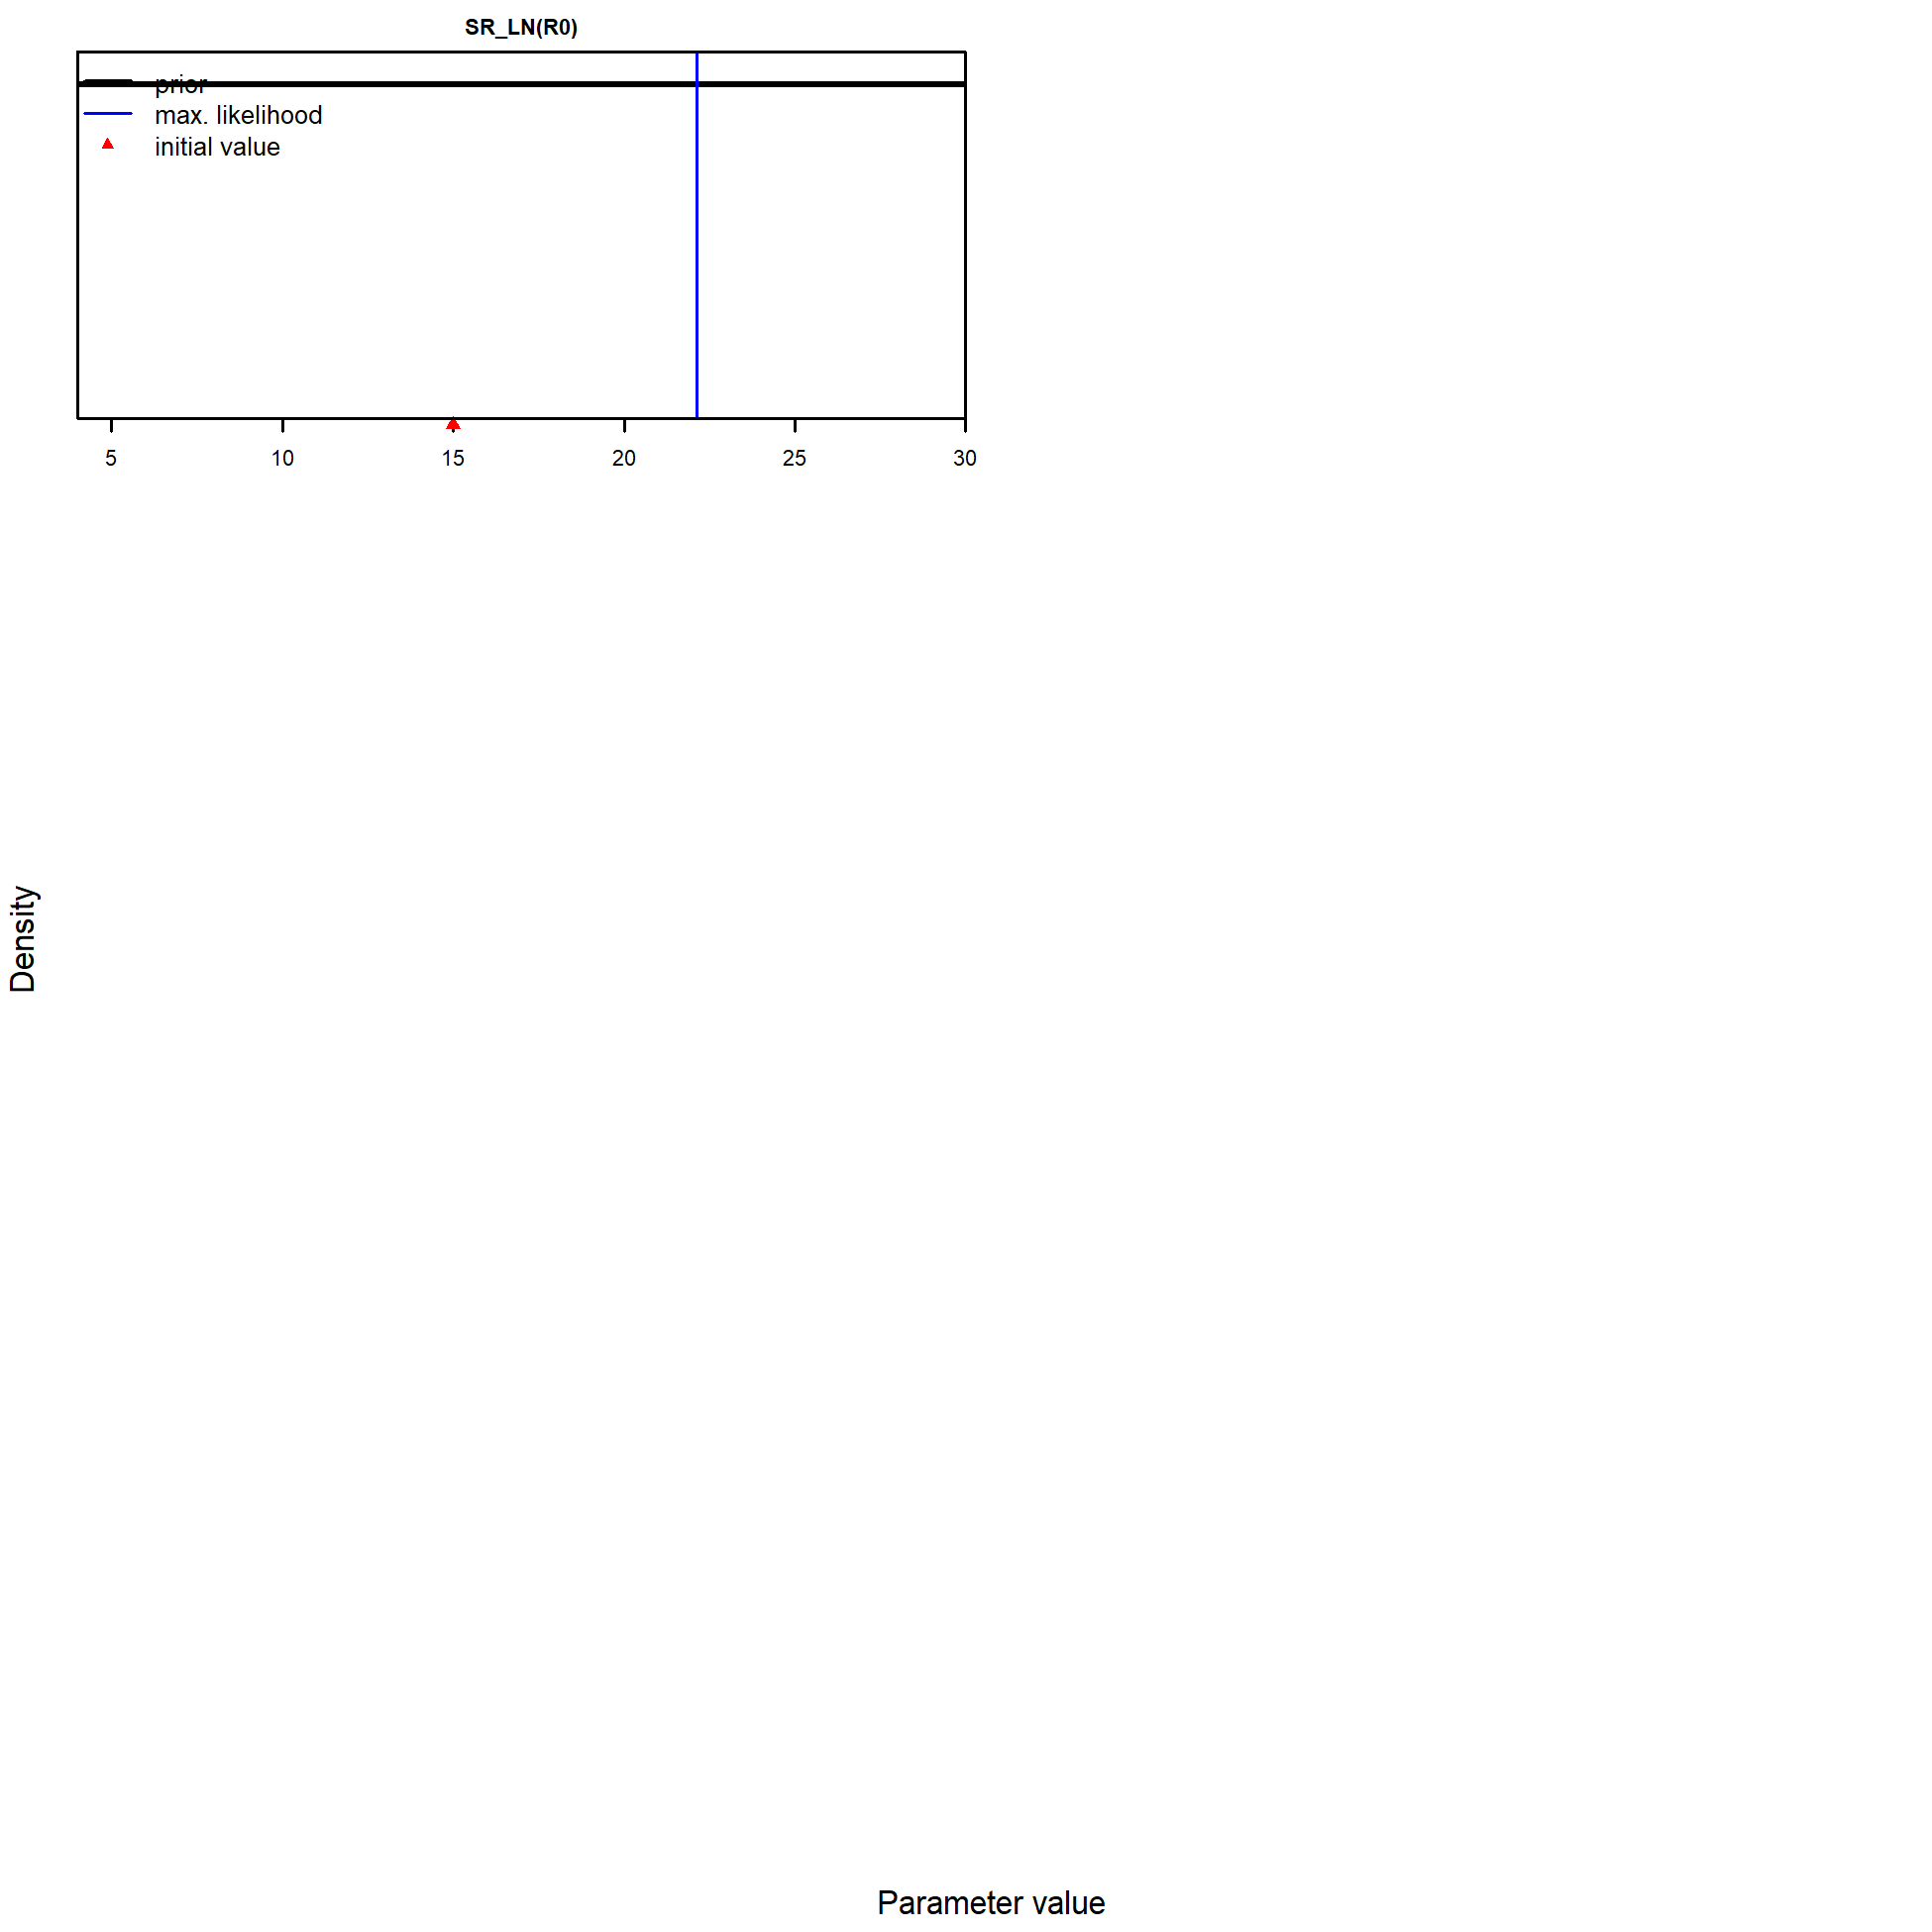 SR_LN(R0)
prior
max. likelihood
initial value
5 10 15 20 25 30
Density
Parameter value